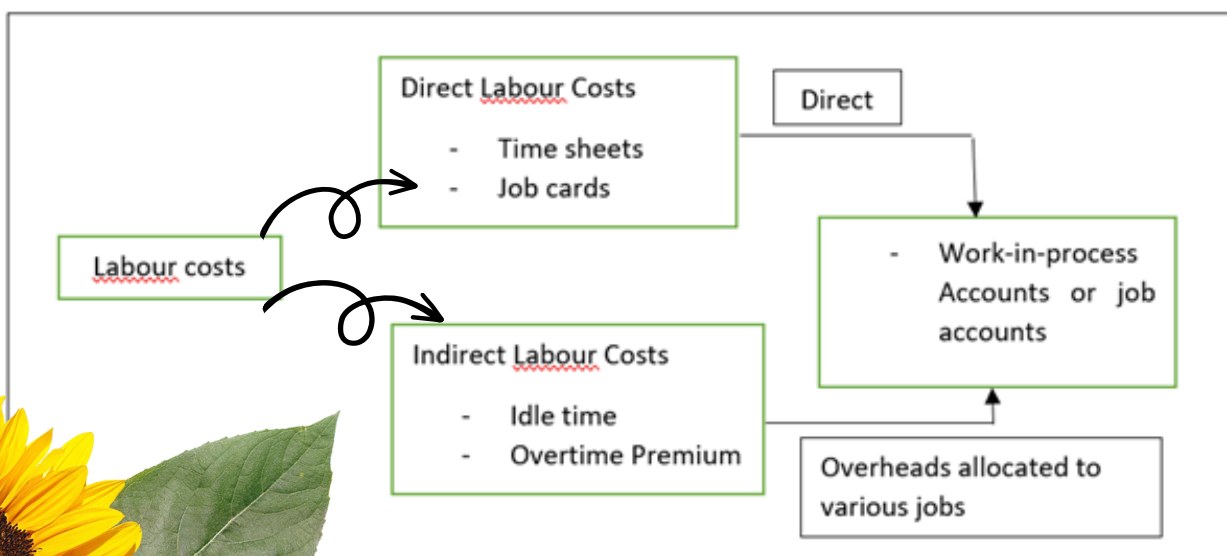 Direct Labour Costs
- Time sheets
- Job cards
Direct
Labour costs
- Work-in-process
Accounts or job
accounts
Indirect Labour Costs
- Idle time
- Overtime Premium
Overheads allocated to
various jobs